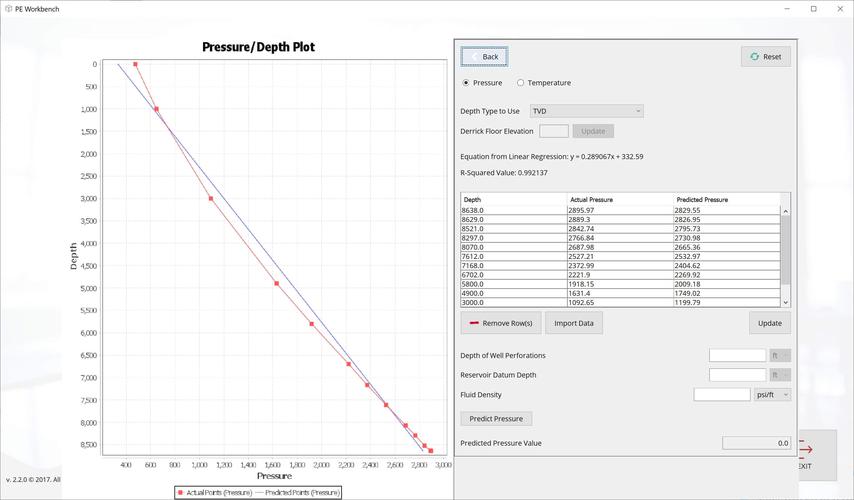 PE Workbench
Pressure/Depth Plot
0
500
1,000
1,500
2,000
2,500
3,000
3,500
4,000
4,500
5,000
5,500
6,000
6,500
7,000
7,500
8,000
8,500
Depth
400 600 800 1,000 1,200 1,400 1,600 1,800 2,000 2,200 2,400 2,600 2,800 3,000
Pressure
Actual Points (Pressure) Predicted Points (Pressure)
Back Reset
Pressure Temperature
Depth Type to Use TVD
Derrick Floor Elevation Update
Equation from Linear Regression: y = 0.289067x + 332.59
R-Squared Value: 0.992137
Depth Actual Pressure Predicted Pressure
8638.0 2895.97 2829.55
8629.0 2889.3 2826.95
8521.0 2842.74 2795.73
8297.0 2766.84 2730.98
8070.0 2687.98 2665.36
7612.0 2527.21 2532.97
7168.0 2372.99 2404.62
6702.0 2221.9 2269.92
5800.0 1918.15 2009.18
4900.0 1631.4 1749.02
3000.0 1092.65 1199.79
Remove Row(s) Import Data Update
Depth of Well Perforations ft
Reservoir Datum Depth ft
Fluid Density psi/ft
Predict Pressure
Predicted Pressure Value 0.0
EXIT
v. 2.2.0 © 2017. All